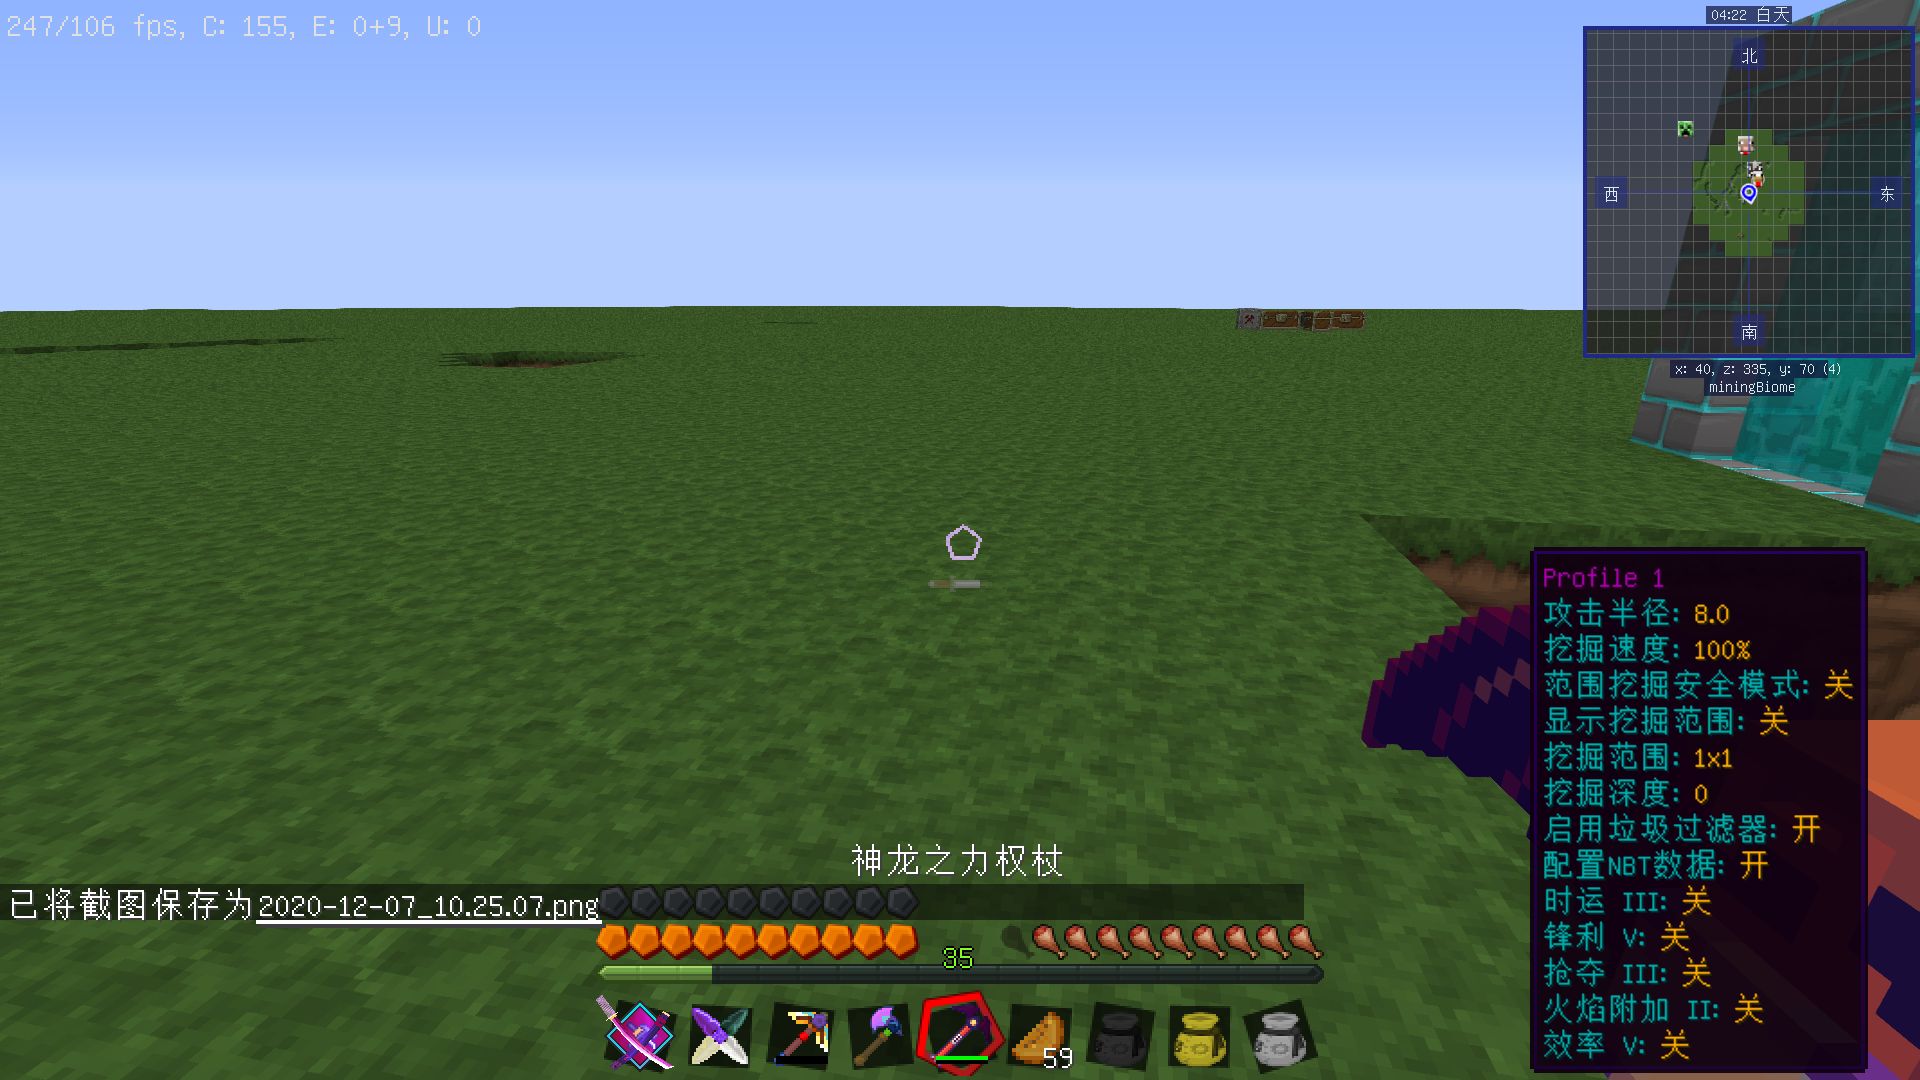 247/106 fps, C: 155, E: 0+9, U: 0
04:22 白天
北
西
东
南
x: 40, z: 335, y: 70 (4)
miningBiome
Profile 1
攻击半径: 8.0
挖掘速度: 100%
范围挖掘安全模式: 关
显示挖掘范围: 关
挖掘范围: 1x1
挖掘深度: 0
启用垃圾过滤器: 开
配置NBT数据: 开
时运 III: 关
锋利 V: 关
抢夺 III: 关
火焰附加 II: 关
效率 V: 关
神龙之力权杖
已将截图保存为2020-12-07_10.25.07.png
35
59